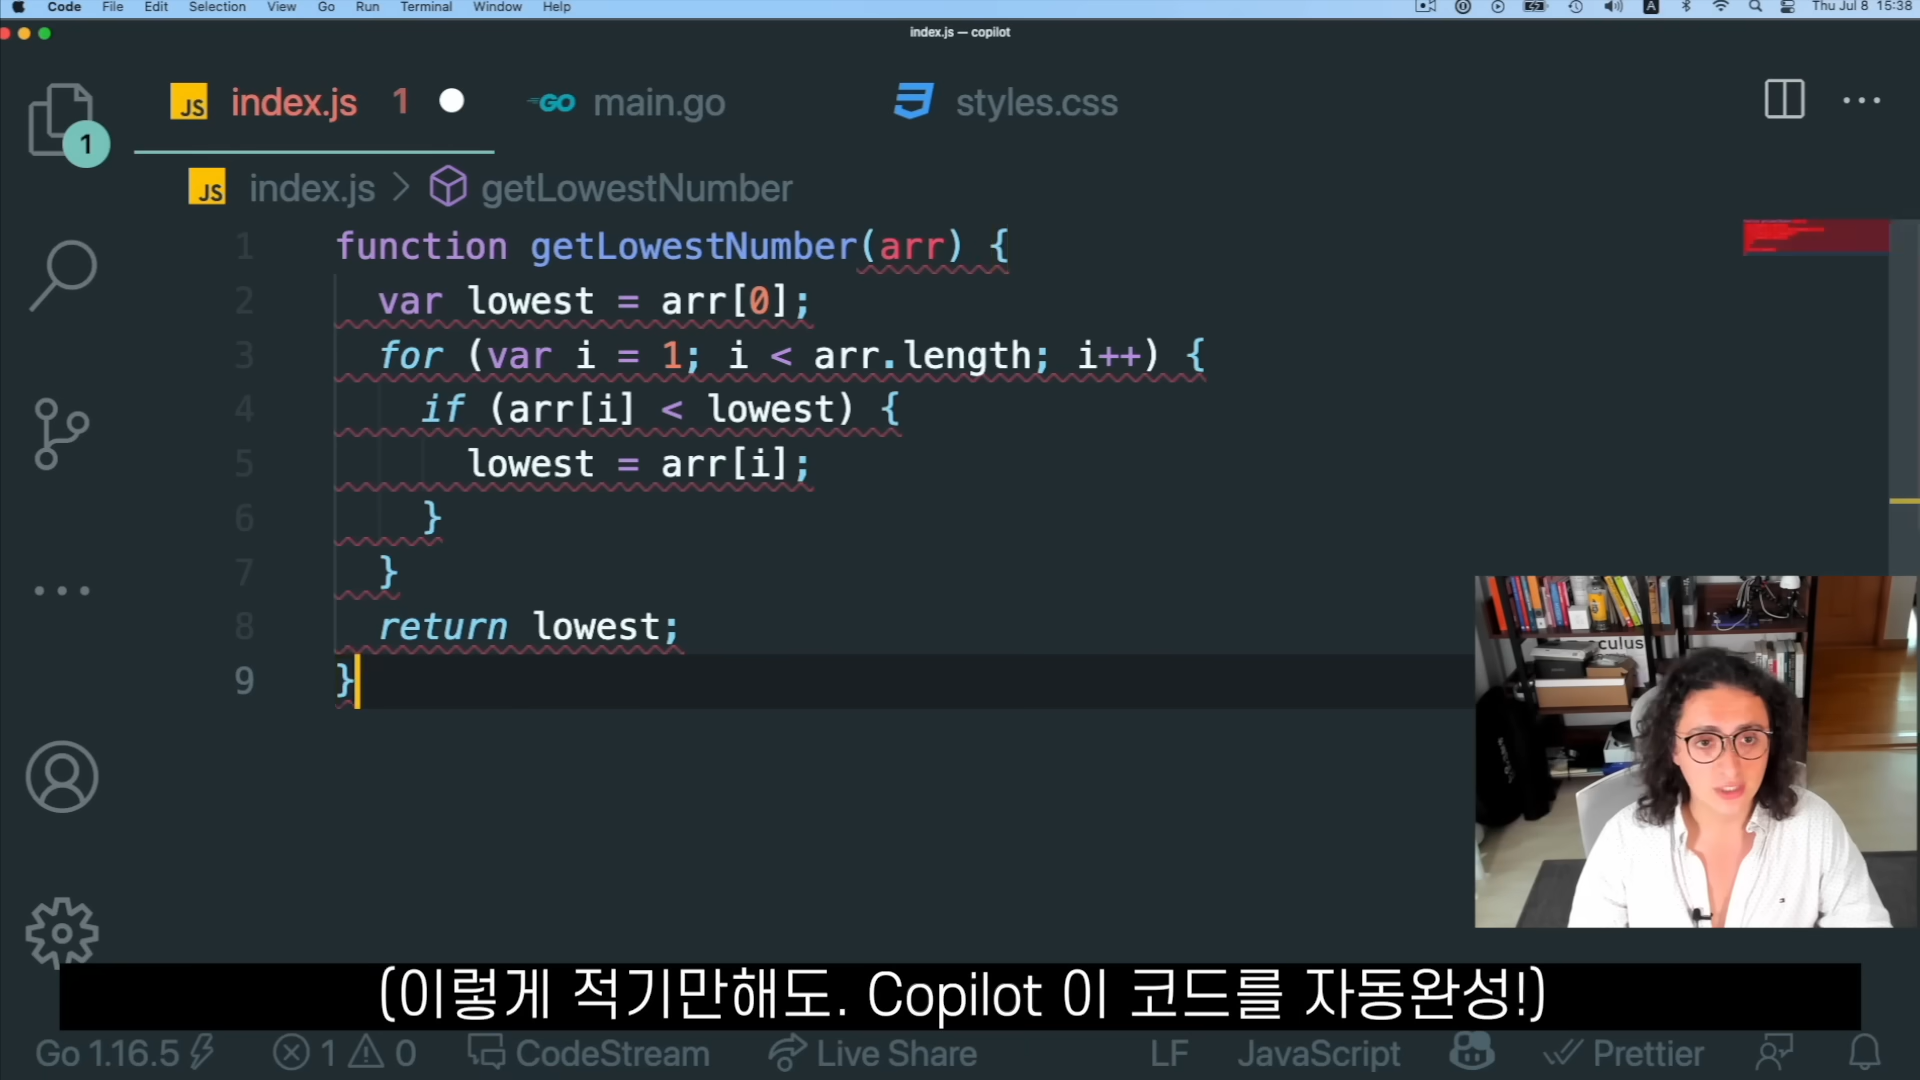 Code File Edit Selection View Go Run Terminal Window Help
A Thu Jul 8 15:38
index.js — copilot
JS index.js 1 GO main.go styles.css
1
JS index.js > getLowestNumber
1 function getLowestNumber(arr) {
2 var lowest = arr[0];
3 for (var i = 1; i < arr.length; i++) {
4 if (arr[i] < lowest) {
5 lowest = arr[i];
6 }
7 }
8 return lowest;
9 }
culus
(이렇게 적기만해도. Copilot 이 코드를 자동완성!)
Go 1.16.5 1 0 CodeStream Live Share LF JavaScript Prettier